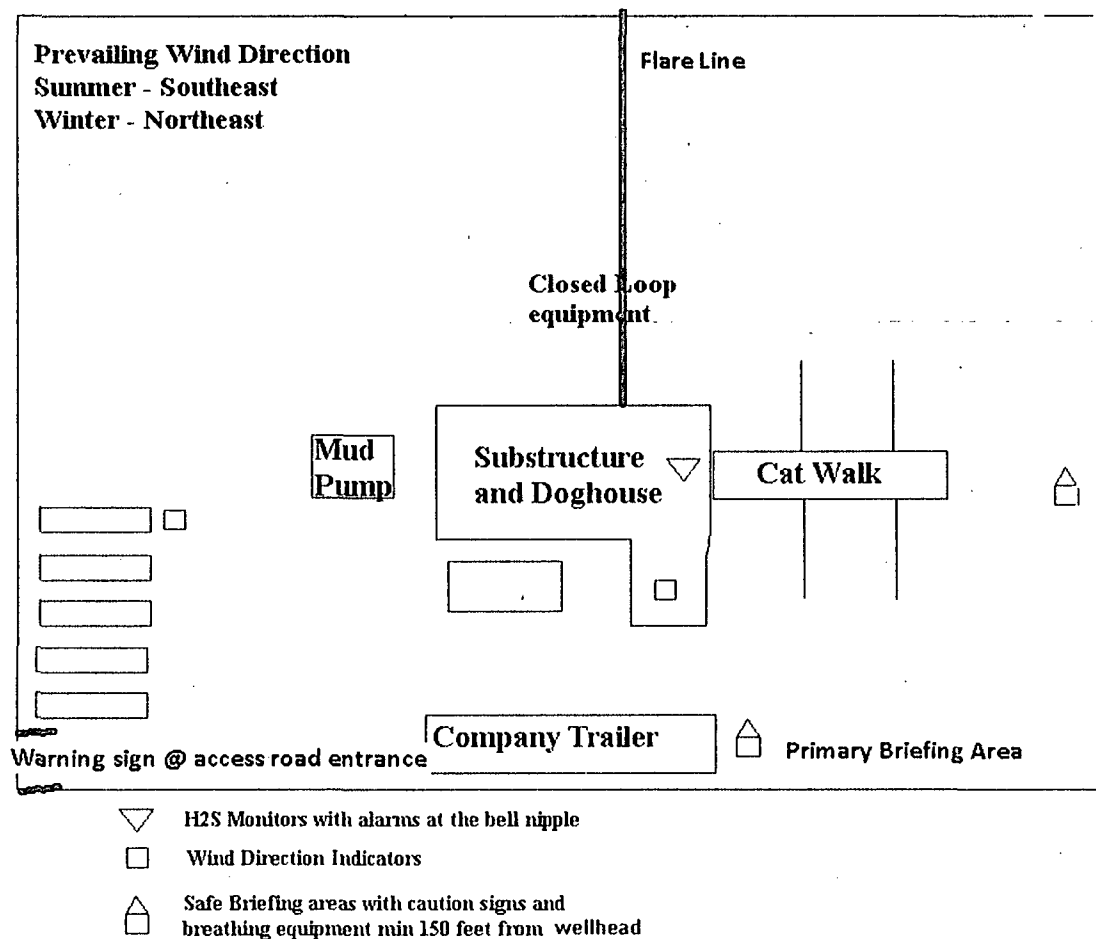 Prevailing Wind Direction
Summer - Southeast
Winter - Northeast
Flare Line
Closed Loop
equipment
Mud
Pump
Substructure
and Doghouse
Cat Walk
Company Trailer
Primary Briefing Area
Warning sign @ access road entrance
H2S Monitors with alarms at the bell nipple
Wind Direction Indicators
Safe Briefing areas with caution signs and
breathing equipment min 150 feet from wellhead